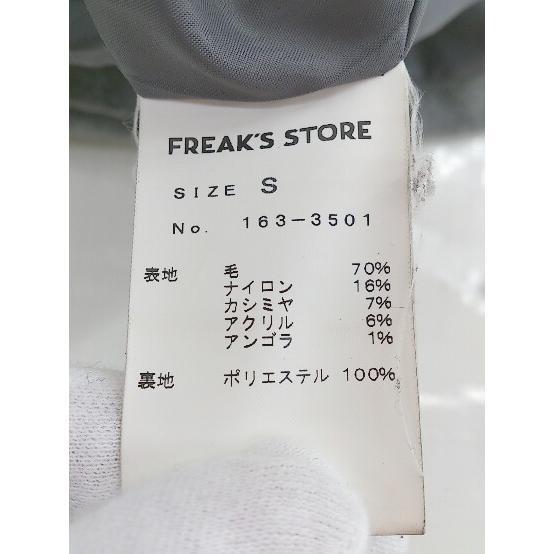 FREAK'S STORE
SIZE S
No. 163-3501
表地 毛 70%
ナイロン 16%
カシミヤ 7%
アクリル 6%
アンゴラ 1%
裏地 ポリエステル 100%